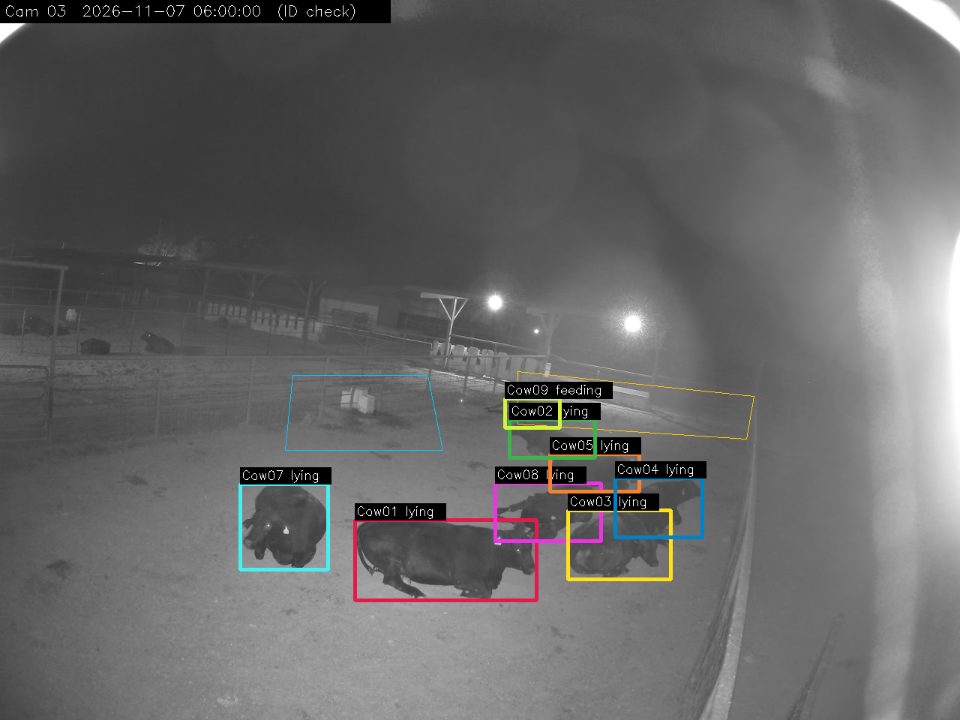 Cam 03 2026-11-07 06:00:00 (ID check)
Cow09 feeding
Cow02 lying
Cow05 lying
Cow04 lying
Cow07 lying
Cow08 lying
Cow03 lying
Cow01 lying